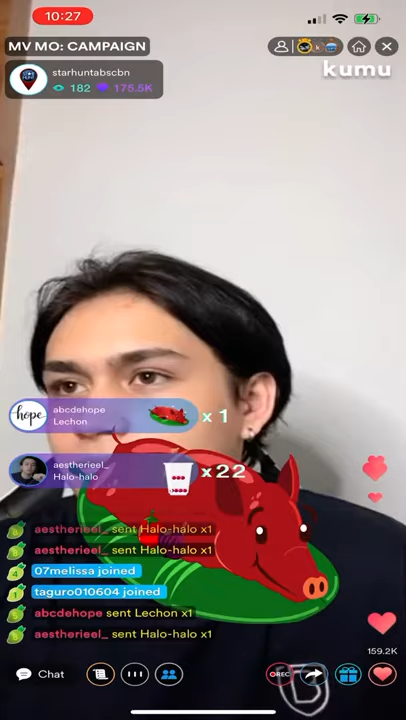 10:27
MV MO: CAMPAIGN
starhuntabscbn
182 175.5K
kumu
hope
abcdehope
Lechon
x 1
aestherieel_
Halo-halo
x 22
aestherieel_ sent Halo-halo x1
aestherieel_ sent Halo-halo x1
07melissa joined
taguro010604 joined
abcdehope sent Lechon x1
aestherieel_ sent Halo-halo x1
159.2K
Chat
REC